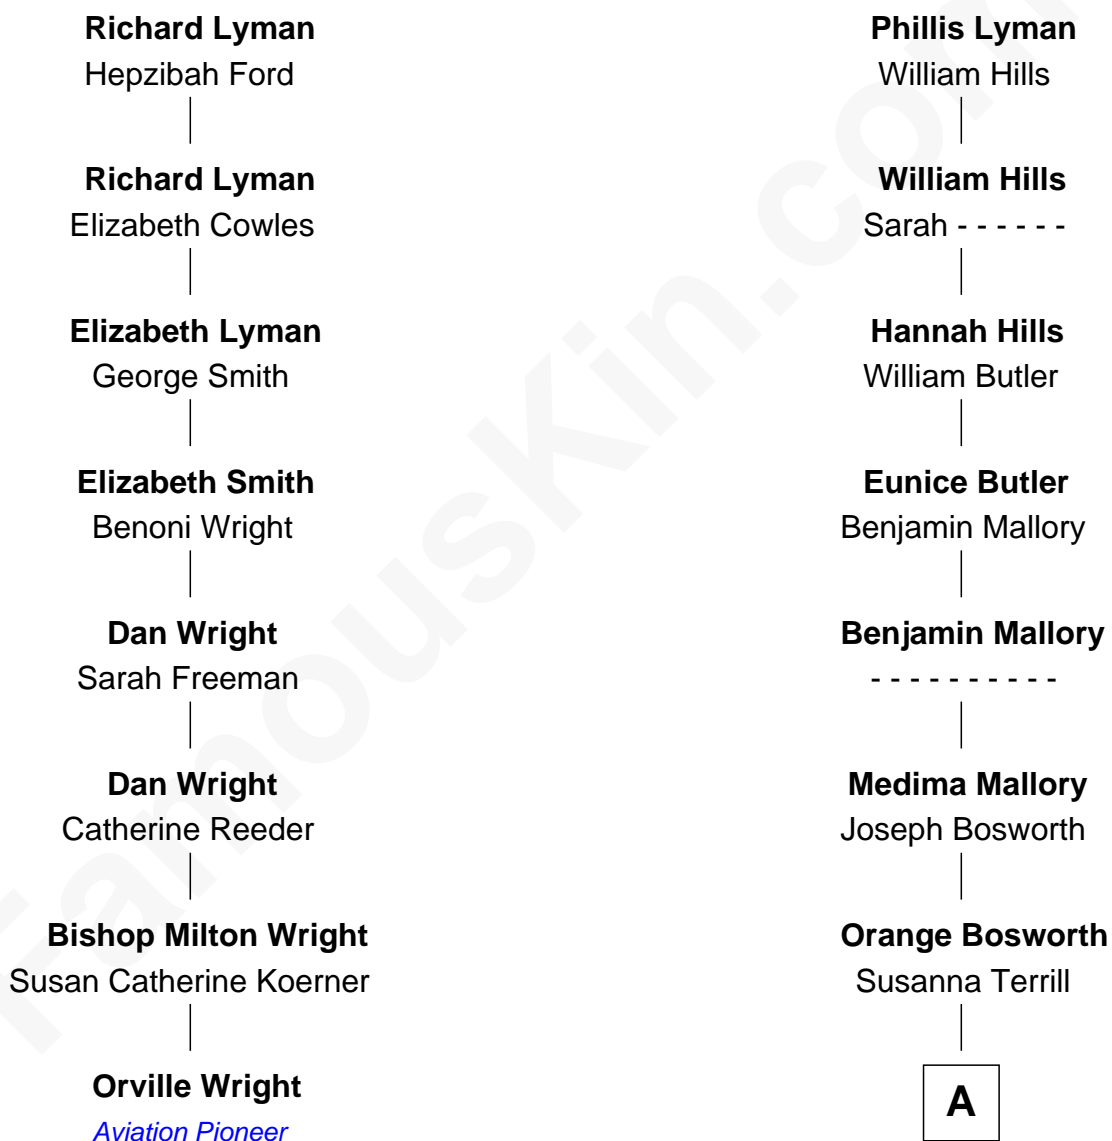 Richard Lyman
Hepzibah Ford
Richard Lyman
Elizabeth Cowles
Elizabeth Lyman
George Smith
Elizabeth Smith
Benoni Wright
Dan Wright
Sarah Freeman
Dan Wright
Catherine Reeder
Bishop Milton Wright
Susan Catherine Koerner
Orville Wright
Aviation Pioneer
Phillis Lyman
William Hills
William Hills
Sarah - - - - - -
Hannah Hills
William Butler
Eunice Butler
Benjamin Mallory
Benjamin Mallory
- - - - - - - - - -
Medima Mallory
Joseph Bosworth
Orange Bosworth
Susanna Terrill
A
FamousKin.com